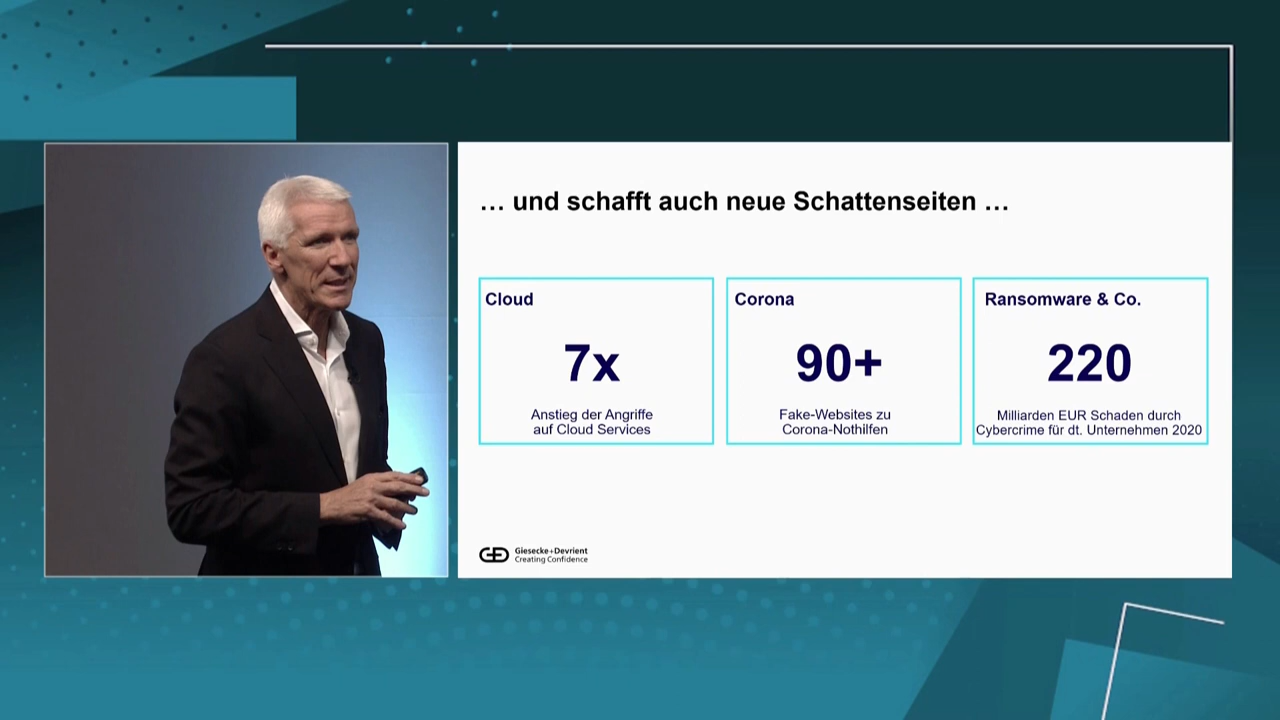 … und schafft auch neue Schattenseiten …
Cloud
7x
Anstieg der Angriffe
auf Cloud Services
Corona
90+
Fake-Websites zu
Corona-Nothilfen
Ransomware & Co.
220
Milliarden EUR Schaden durch
Cybercrime für dt. Unternehmen 2020
Giesecke+Devrient
Creating Confidence